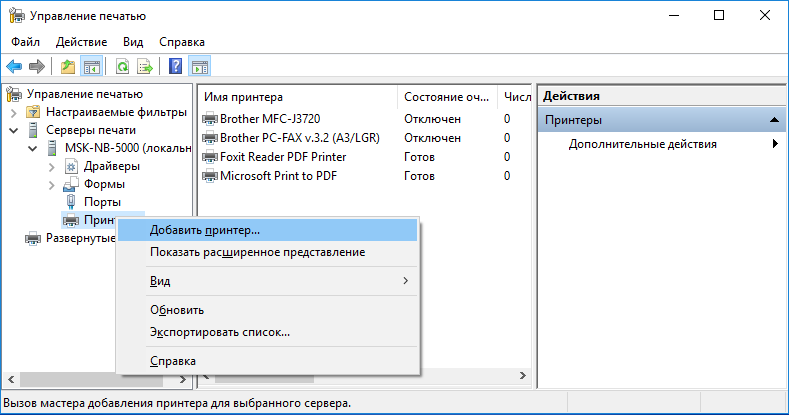 Управление печатью
Файл Действие Вид Справка
Управление печатью
Настраиваемые фильтры
Серверы печати
MSK-NB-5000 (локальн
Драйверы
Формы
Порты
Принт
Развернутые
Имя принтера Состояние оч... Числ
Brother MFC-J3720 Отключен 0
Brother PC-FAX v.3.2 (A3/LGR) Отключен 0
Foxit Reader PDF Printer Готов 0
Microsoft Print to PDF Готов 0
Действия
Принтеры
Дополнительные действия
Добавить принтер...
Показать расширенное представление
Вид
Обновить
Экспортировать список...
Справка
Вызов мастера добавления принтера для выбранного сервера.